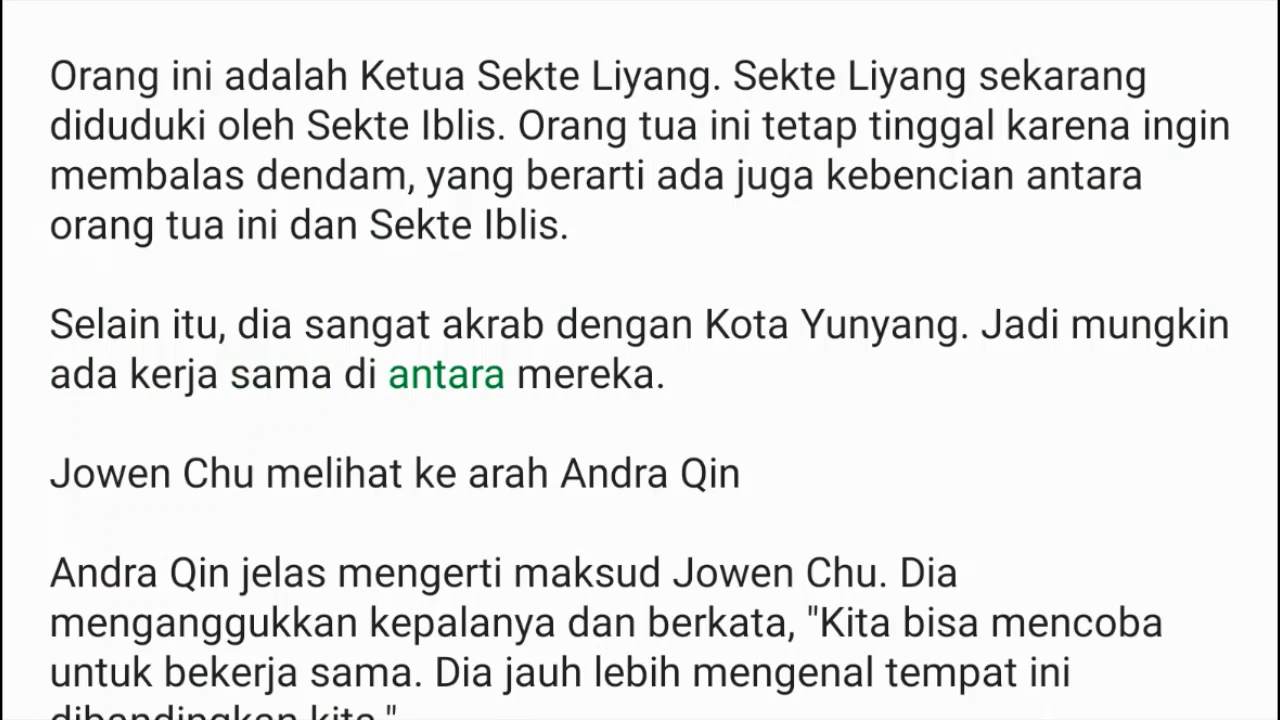 Orang ini adalah Ketua Sekte Liyang. Sekte Liyang sekarang
diduduki oleh Sekte Iblis. Orang tua ini tetap tinggal karena ingin
membalas dendam, yang berarti ada juga kebencian antara
orang tua ini dan Sekte Iblis.
Selain itu, dia sangat akrab dengan Kota Yunyang. Jadi mungkin
ada kerja sama di antara mereka.
Jowen Chu melihat ke arah Andra Qin
Andra Qin jelas mengerti maksud Jowen Chu. Dia
menganggukkan kepalanya dan berkata, "Kita bisa mencoba
untuk bekerja sama. Dia jauh lebih mengenal tempat ini
dibandingkan kita."